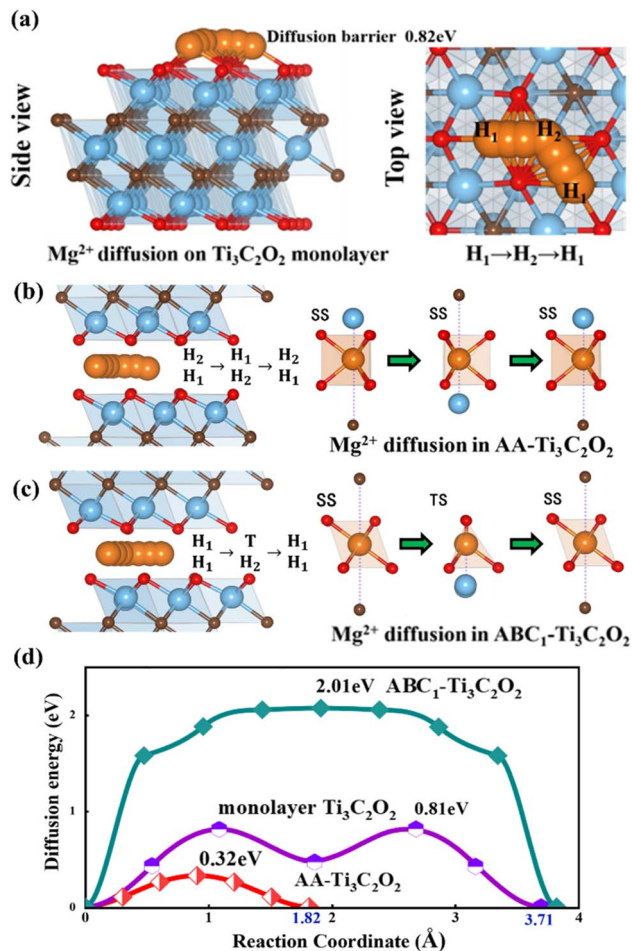 (a)
Diffusion barrier 0.82eV
Side view
Top view
H₁
H₂
H₁
Mg²⁺ diffusion on Ti₃C₂O₂ monolayer
H₁→H₂→H₁
(b)
H₂ → H₁ → H₂
H₁ → H₂ → H₁
SS
SS
SS
Mg²⁺ diffusion in AA-Ti₃C₂O₂
(c)
H₁ → T → H₁
H₁ → H₂ → H₁
SS
TS
SS
Mg²⁺ diffusion in ABC₁-Ti₃C₂O₂
(d)
Diffusion energy (eV)
2
1
0
2.01eV ABC₁-Ti₃C₂O₂
monolayer Ti₃C₂O₂ 0.81eV
0.32eV
AA-Ti₃C₂O₂
0 1 1.82 3 3.71 4
Reaction Coordinate (Å)